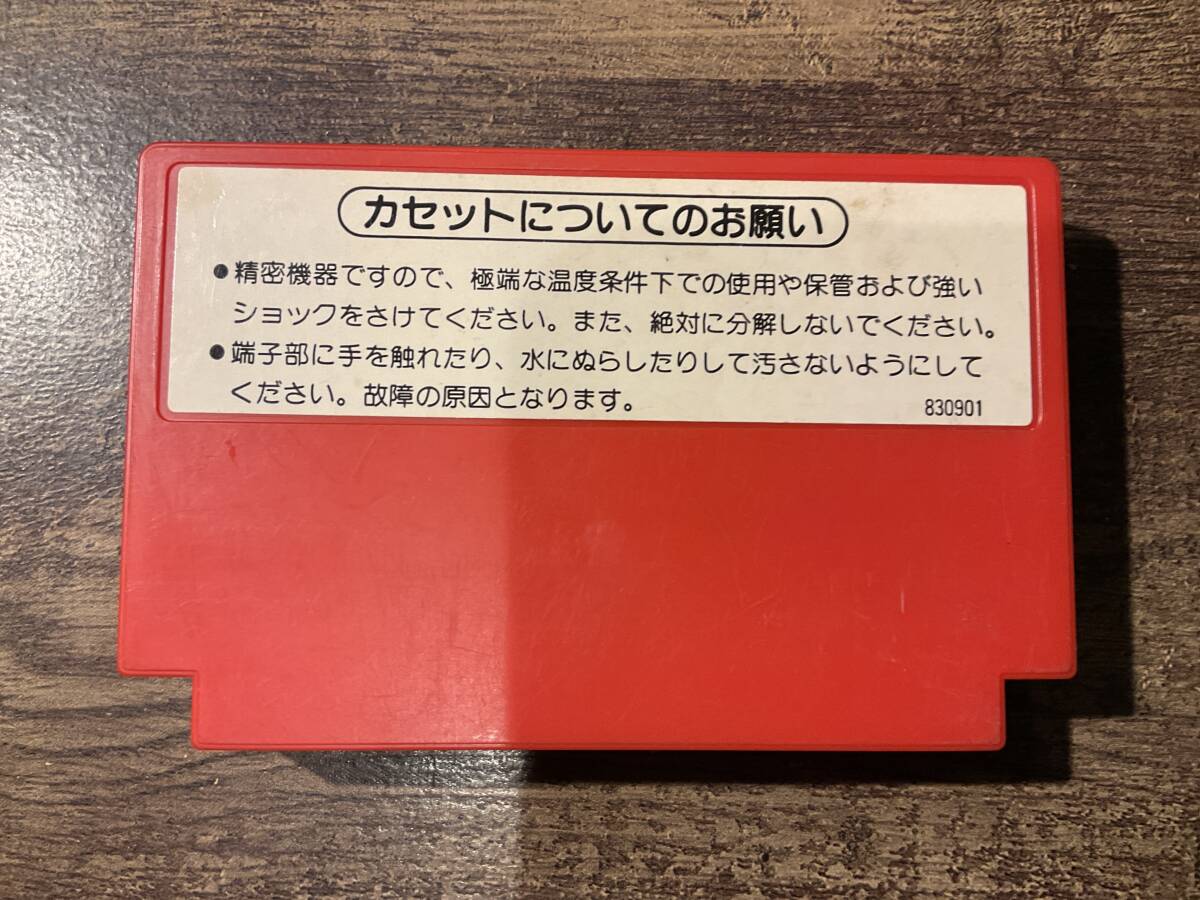 カセットについてのお願い
●精密機器ですので、極端な温度条件下での使用や保管および強い
ショックをさけてください。また、絶対に分解しないでください。
●端子部に手を触れたり、水にぬらしたりして汚さないようにして
ください。故障の原因となります。
830901